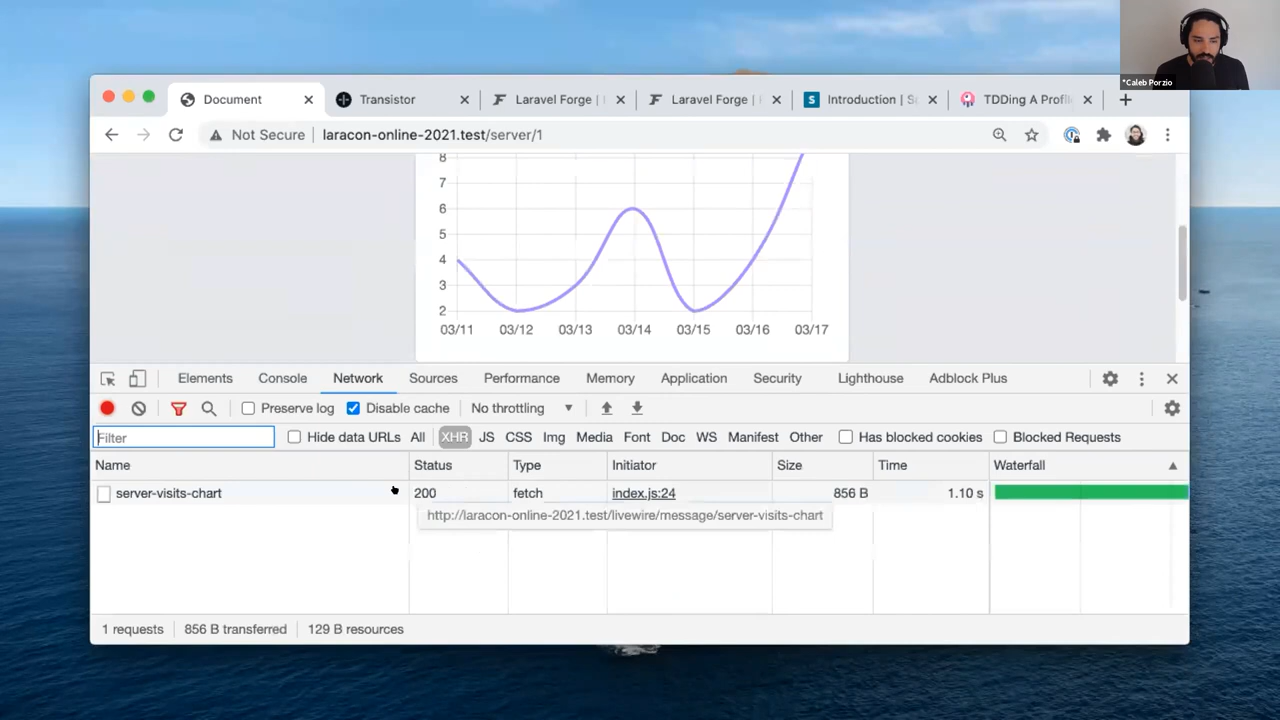 *Caleb Porzio
Document
Transistor
Laravel Forge |
Laravel Forge |
Introduction | S
TDDing A Profil
Not Secure
laracon-online-2021.test/server/1
8
7
6
5
4
3
2
03/11 03/12 03/13 03/14 03/15 03/16 03/17
Elements Console Network Sources Performance Memory Application Security Lighthouse Adblock Plus
Preserve log Disable cache No throttling
Filter Hide data URLs All XHR JS CSS Img Media Font Doc WS Manifest Other Has blocked cookies Blocked Requests
Name Status Type Initiator Size Time Waterfall
server-visits-chart 200 fetch index.js:24 856 B 1.10 s
http://laracon-online-2021.test/livewire/message/server-visits-chart
1 requests 856 B transferred 129 B resources